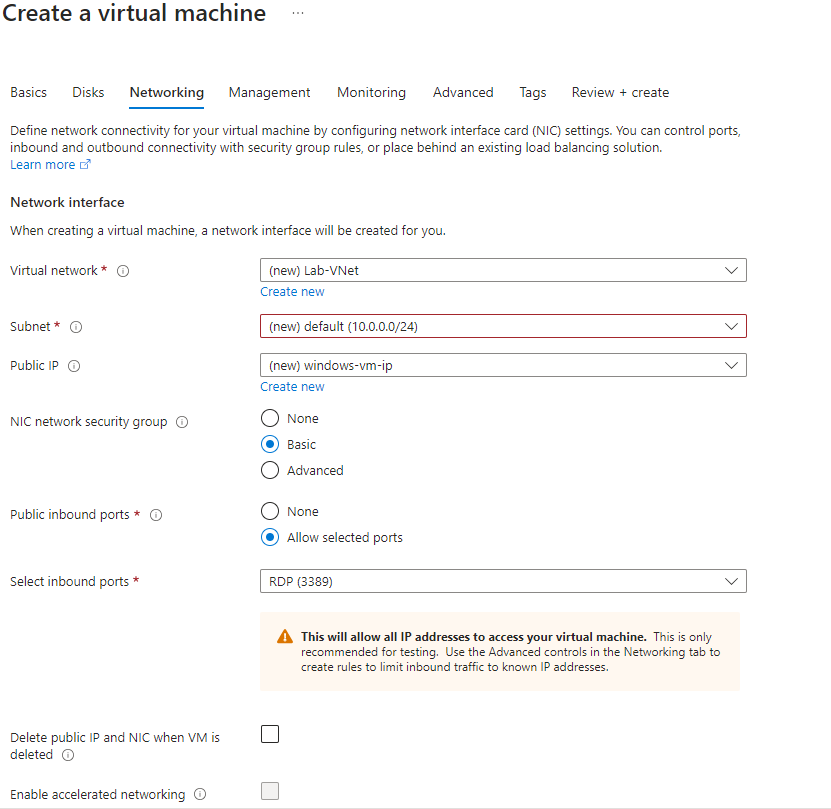 Create a virtual machine ...
Basics Disks Networking Management Monitoring Advanced Tags Review + create
Define network connectivity for your virtual machine by configuring network interface card (NIC) settings. You can control ports,
inbound and outbound connectivity with security group rules, or place behind an existing load balancing solution.
Learn more
Network interface
When creating a virtual machine, a network interface will be created for you.
Virtual network *
(new) Lab-VNet
Create new
Subnet *
(new) default (10.0.0.0/24)
Public IP
(new) windows-vm-ip
Create new
NIC network security group
None
Basic
Advanced
Public inbound ports *
None
Allow selected ports
Select inbound ports *
RDP (3389)
This will allow all IP addresses to access your virtual machine. This is only
recommended for testing. Use the Advanced controls in the Networking tab to
create rules to limit inbound traffic to known IP addresses.
Delete public IP and NIC when VM is
deleted
Enable accelerated networking